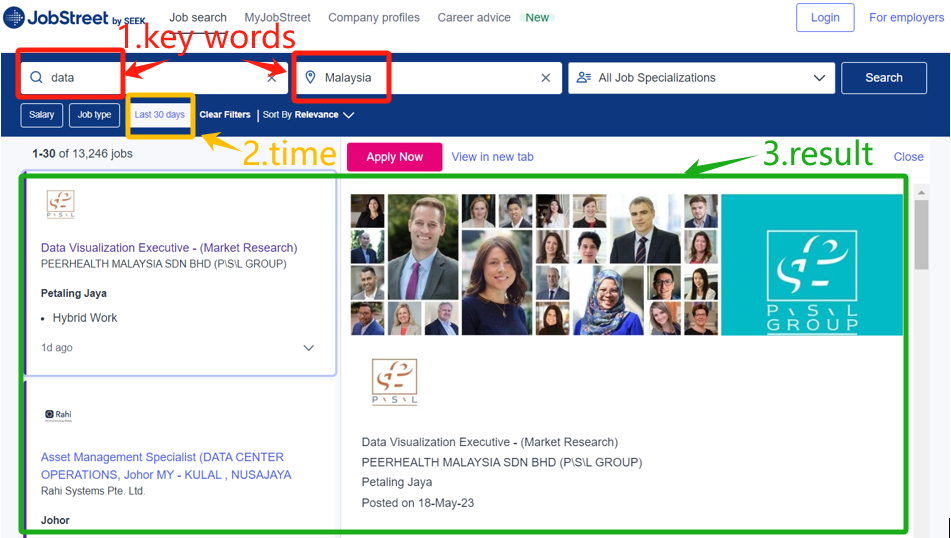 JobStreet by SEEK Job search MyJobStreet Company profiles Career advice New Login For employers
1.key words
data Malaysia All Job Specializations Search
Salary Job type Last 30 days Clear Filters | Sort By Relevance
2.time
3.result
1-30 of 13,246 jobs
Apply Now View in new tab Close
P\S\L
Data Visualization Executive - (Market Research)
PEERHEALTH MALAYSIA SDN BHD (P\S\L GROUP)
Petaling Jaya
• Hybrid Work
1d ago
Rahi
Asset Management Specialist (DATA CENTER
OPERATIONS, Johor MY - KULAL , NUSAJAYA
Rahi Systems Pte. Ltd.
Johor
P\S\L
GROUP
P\S\L
Data Visualization Executive - (Market Research)
PEERHEALTH MALAYSIA SDN BHD (P\S\L GROUP)
Petaling Jaya
Posted on 18-May-23